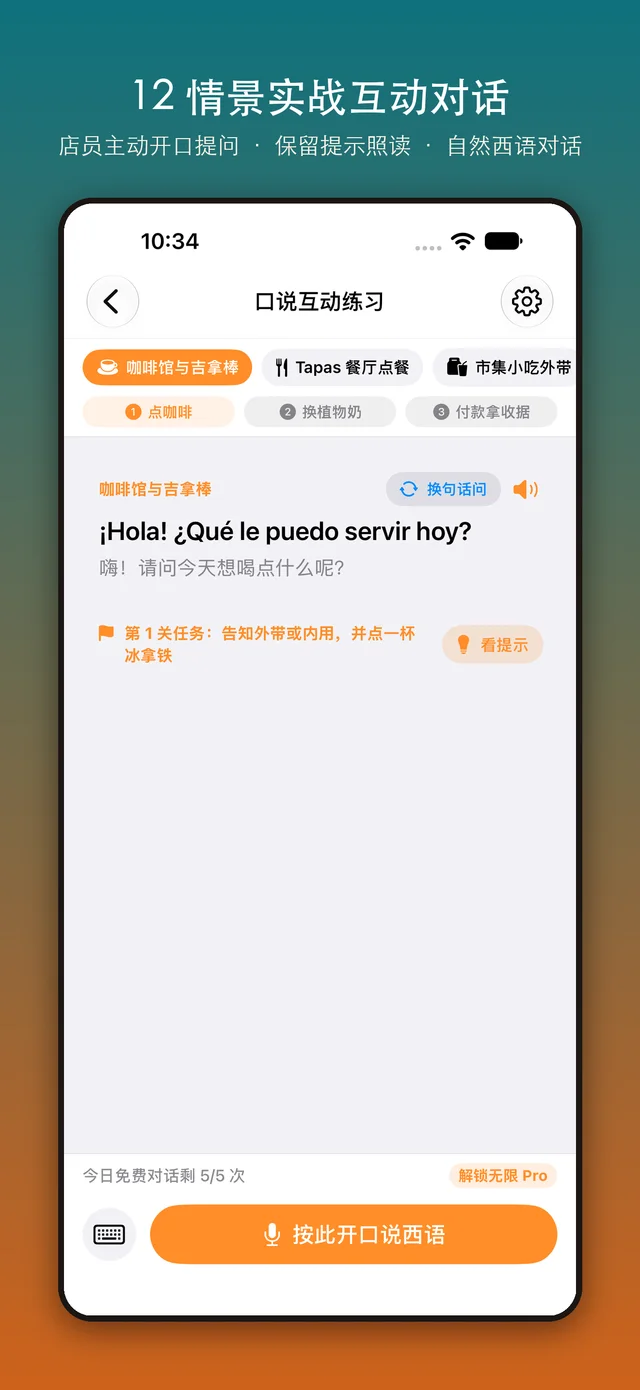 12 情景实战互动对话
店员主动开口提问 · 保留提示照读 · 自然西语对话
10:34
口说互动练习
咖啡馆与吉拿棒
Tapas 餐厅点餐
市集小吃外带
1 点咖啡
2 换植物奶
3 付款拿收据
咖啡馆与吉拿棒
换句话问
¡Hola! ¿Qué le puedo servir hoy?
嗨！请问今天想喝点什么呢？
第 1 关任务：告知外带或内用，并点一杯
冰拿铁
看提示
今日免费对话剩 5/5 次
解锁无限 Pro
按此开口说西语